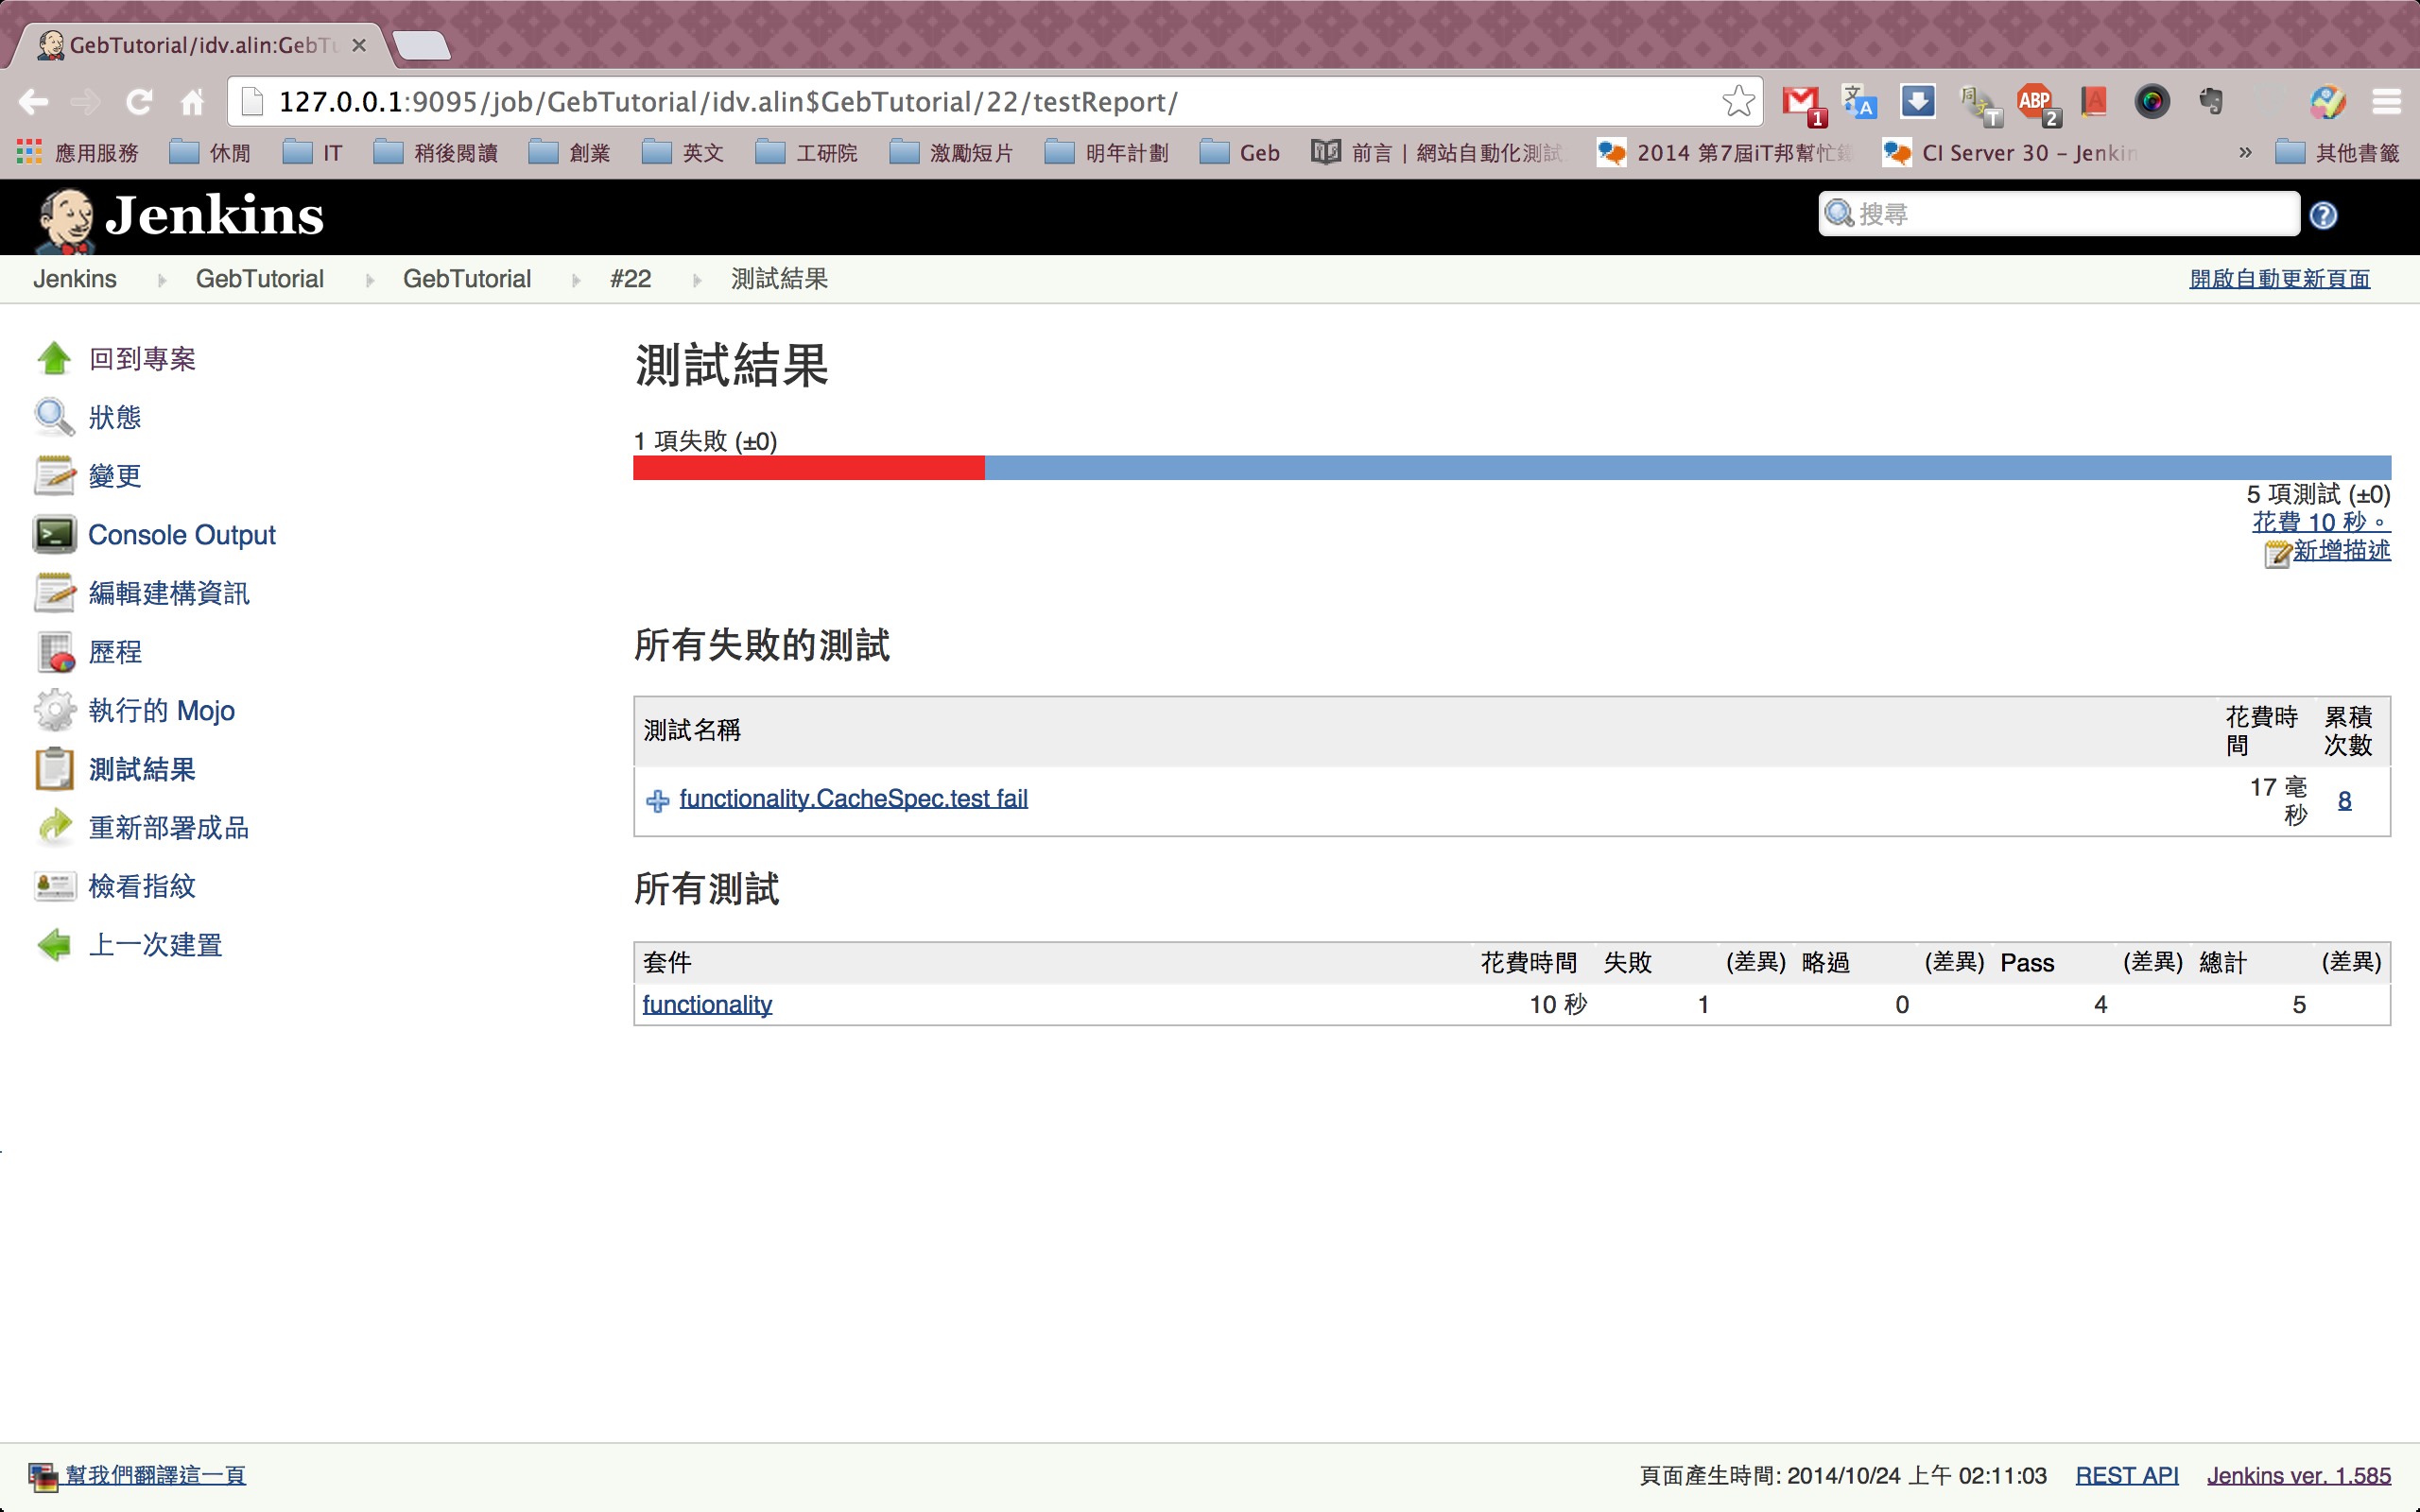 GebTutorial/idv.alin:GebTu
127.0.0.1:9095/job/GebTutorial/idv.alin$GebTutorial/22/testReport/
1
T
ABP
2
應用服務 休閒 IT 稍後閱讀 創業 英文 工研院 激勵短片 明年計劃 Geb 前言 | 網站自動化測試 2014 第7屆iT邦幫忙鐵 CI Server 30 – Jenkin » 其他書籤
Jenkins
搜尋
Jenkins GebTutorial GebTutorial #22 測試結果
開啟自動更新頁面
回到專案
狀態
變更
Console Output
編輯建構資訊
歷程
執行的 Mojo
測試結果
重新部署成品
檢看指紋
上一次建置
測試結果
1 項失敗 (±0)
5 項測試 (±0)
花費 10 秒。
新增描述
所有失敗的測試
測試名稱 花費時間 累積次數
functionality.CacheSpec.test fail 17 毫秒 8
所有測試
套件 花費時間 失敗 (差異) 略過 (差異) Pass (差異) 總計 (差異)
functionality 10 秒 1 0 4 5
幫我們翻譯這一頁
頁面產生時間: 2014/10/24 上午 02:11:03 REST API Jenkins ver. 1.585